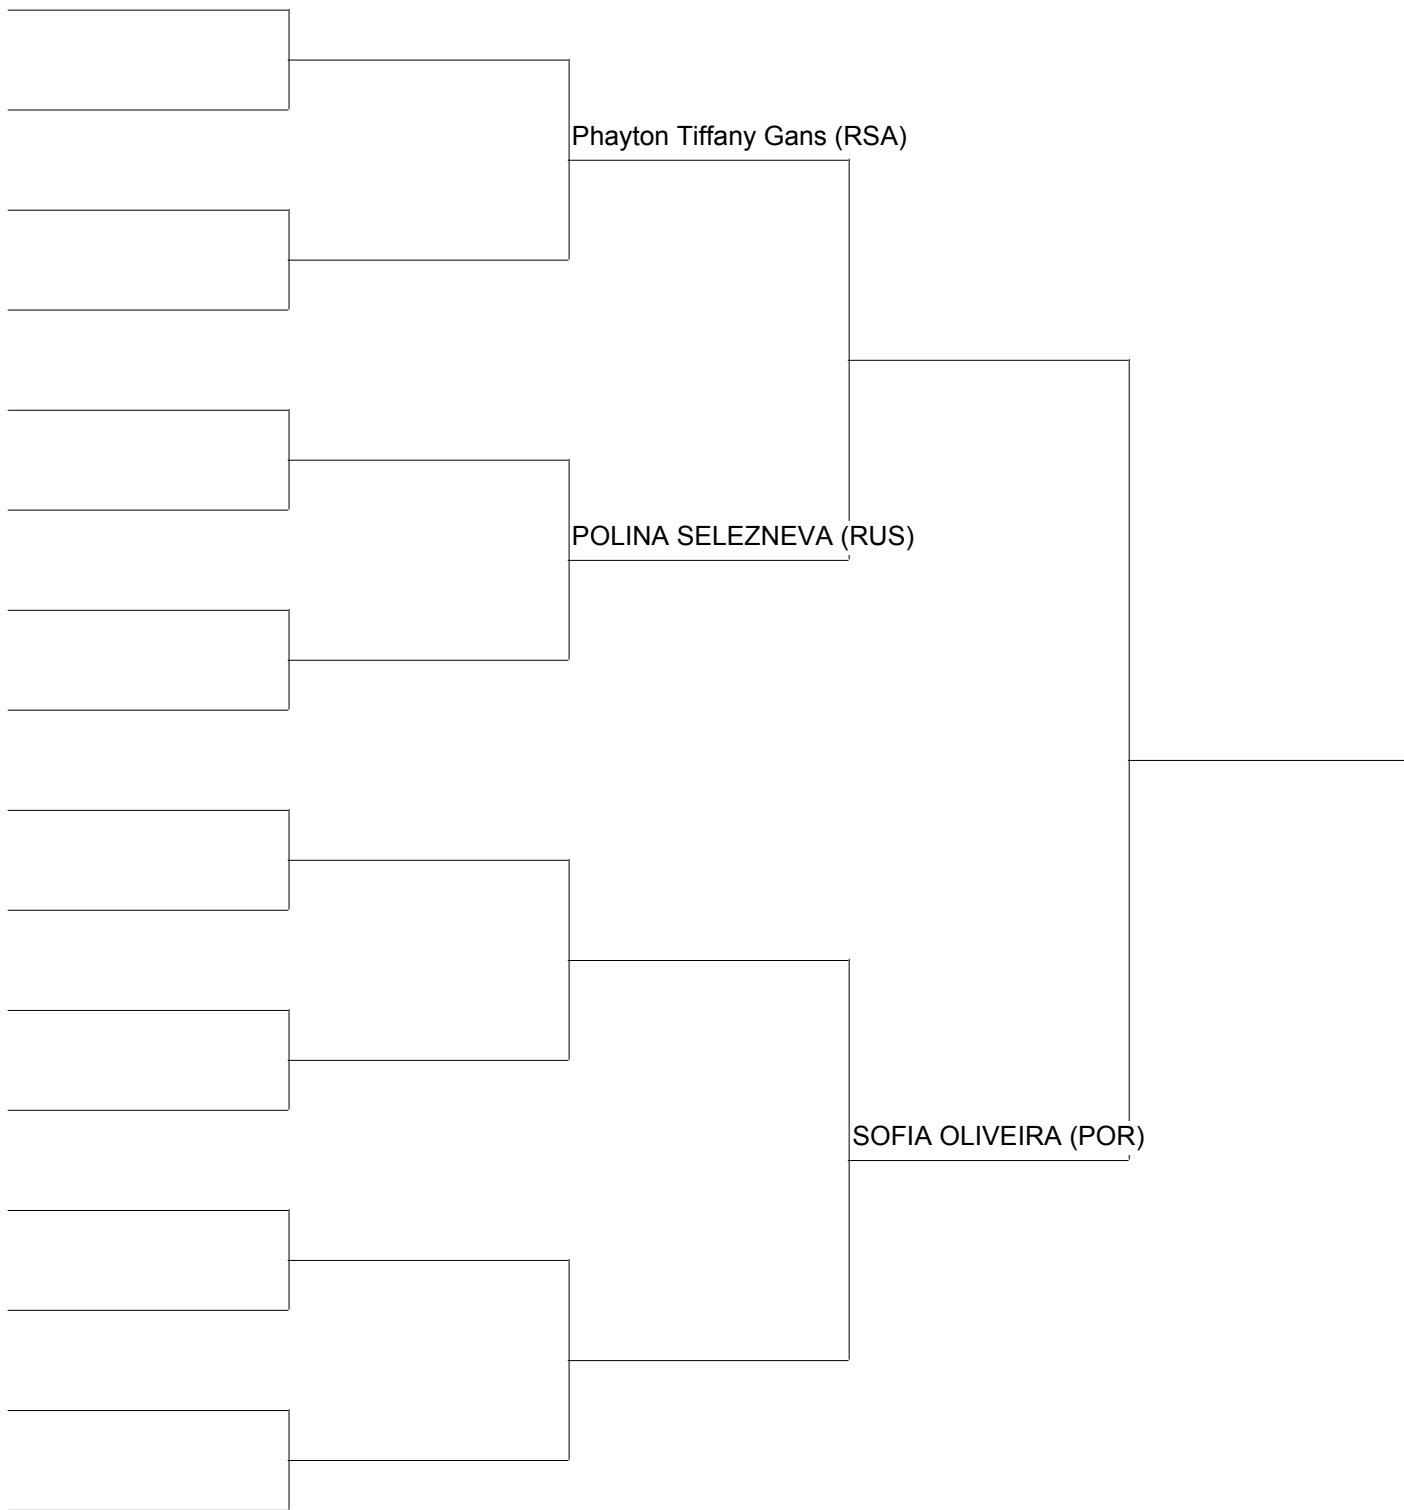 Phayton Tiffany Gans (RSA)
POLINA SELEZNEVA (RUS)
SOFIA OLIVEIRA (POR)